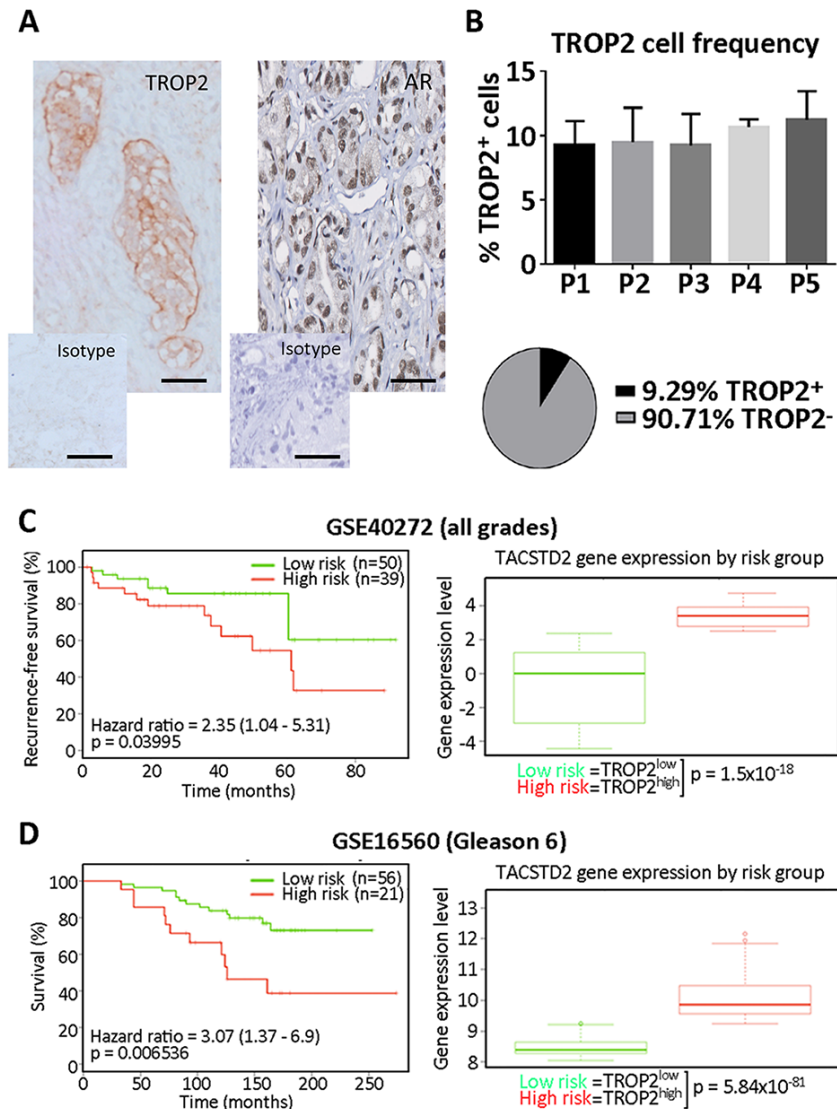 A
TROP2
AR
Isotype
Isotype
B
TROP2 cell frequency
% TROP2+ cells
15
10
5
0
P1 P2 P3 P4 P5
9.29% TROP2+
90.71% TROP2-
C
GSE40272 (all grades)
Recurrence-free survival (%)
100
80
60
40
20
0
Low risk (n=50)
High risk (n=39)
Hazard ratio = 2.35 (1.04 - 5.31)
p = 0.03995
0 20 40 60 80
Time (months)
TACSTD2 gene expression by risk group
Gene expression level
4
2
0
-2
-4
Low risk =TROP2low
High risk=TROP2high
] p = 1.5x10-18
D
GSE16560 (Gleason 6)
Survival (%)
100
80
60
40
20
0
Low risk (n=56)
High risk (n=21)
Hazard ratio = 3.07 (1.37 - 6.9)
p = 0.006536
0 50 100 150 200 250
Time (months)
TACSTD2 gene expression by risk group
Gene expression level
13
12
11
10
9
8
Low risk =TROP2low
High risk=TROP2high
] p = 5.84x10-81